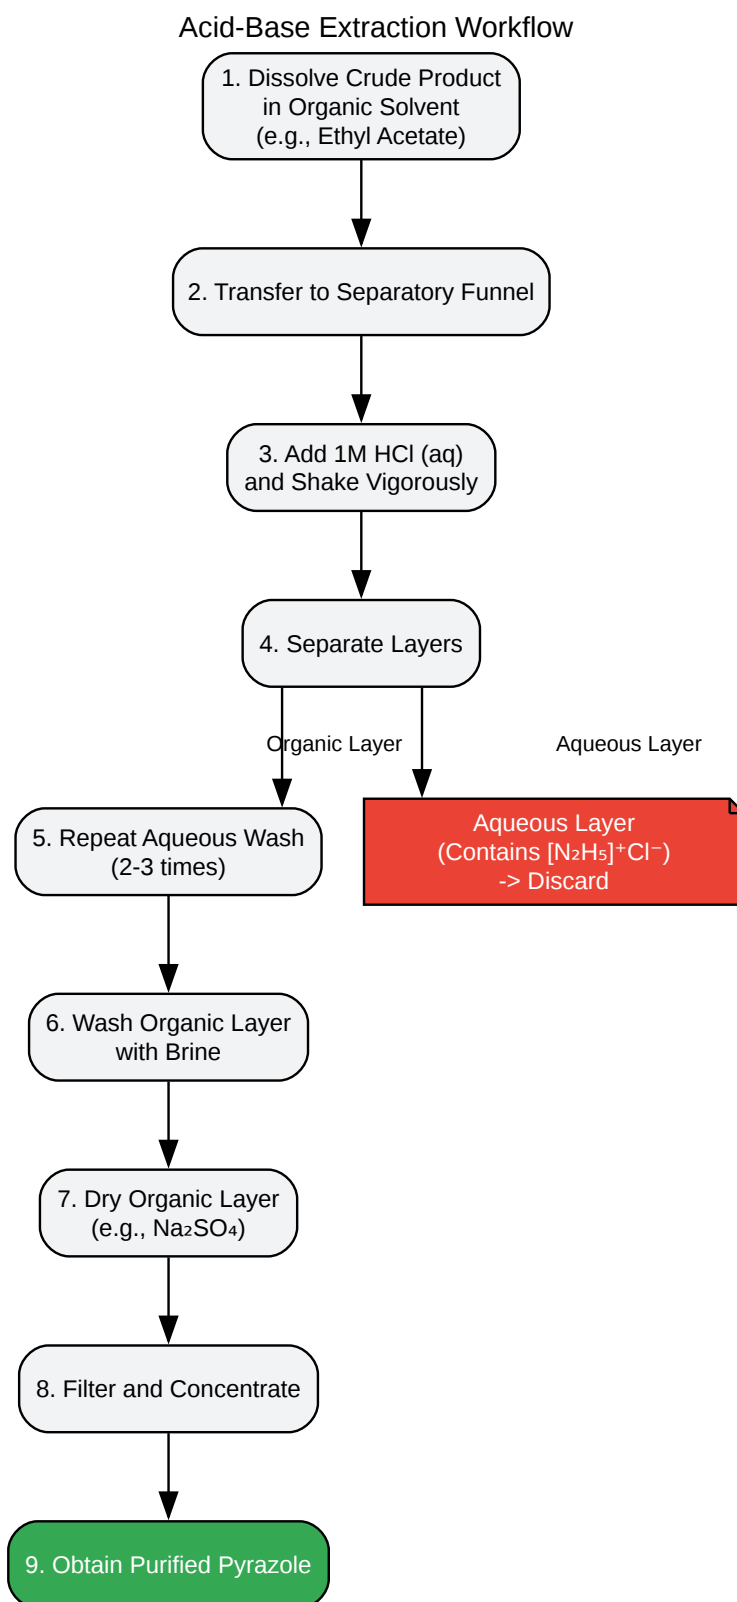 Acid-Base Extraction Workflow
1. Dissolve Crude Product
in Organic Solvent
(e.g., Ethyl Acetate)
2. Transfer to Separatory Funnel
3. Add 1M HCl (aq)
and Shake Vigorously
4. Separate Layers
Organic Layer
Aqueous Layer
5. Repeat Aqueous Wash
(2-3 times)
Aqueous Layer
(Contains [N₂H₅]⁺Cl⁻)
-> Discard
6. Wash Organic Layer
with Brine
7. Dry Organic Layer
(e.g., Na₂SO₄)
8. Filter and Concentrate
9. Obtain Purified Pyrazole